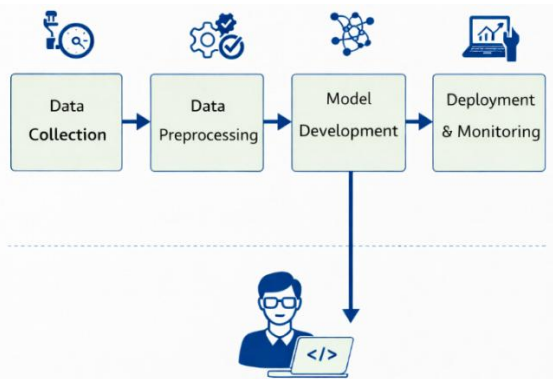 Data
Collection
Data
Preprocessing
Model
Development
Deployment
& Monitoring
</>